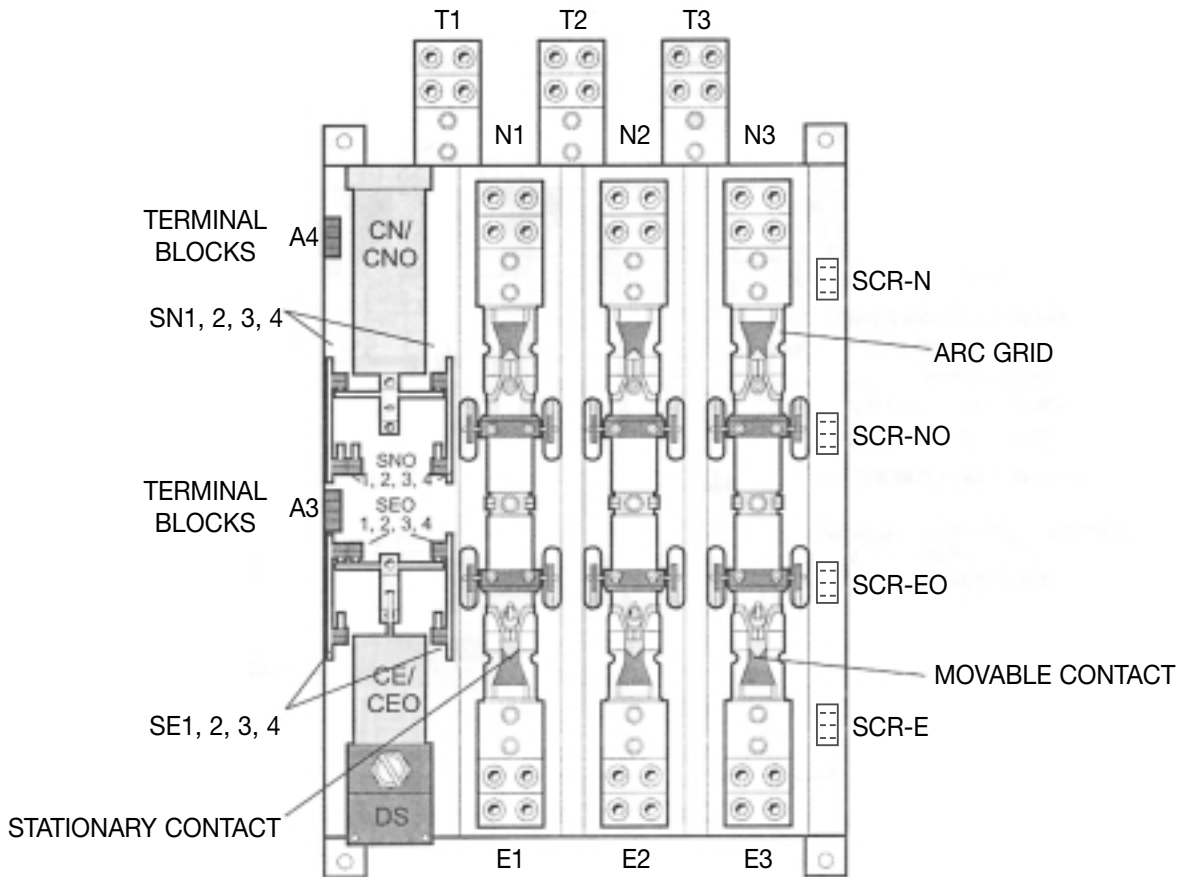 T1 T2 T3
N1 N2 N3
TERMINAL
BLOCKS
A4
CN/
CNO
SCR-N
SN1, 2, 3, 4
ARC GRID
SCR-NO
SNO
1, 2, 3, 4
TERMINAL
BLOCKS
A3
SEO
1, 2, 3, 4
SCR-EO
MOVABLE CONTACT
CE/
CEO
SE1, 2, 3, 4
SCR-E
DS
STATIONARY CONTACT
E1 E2 E3